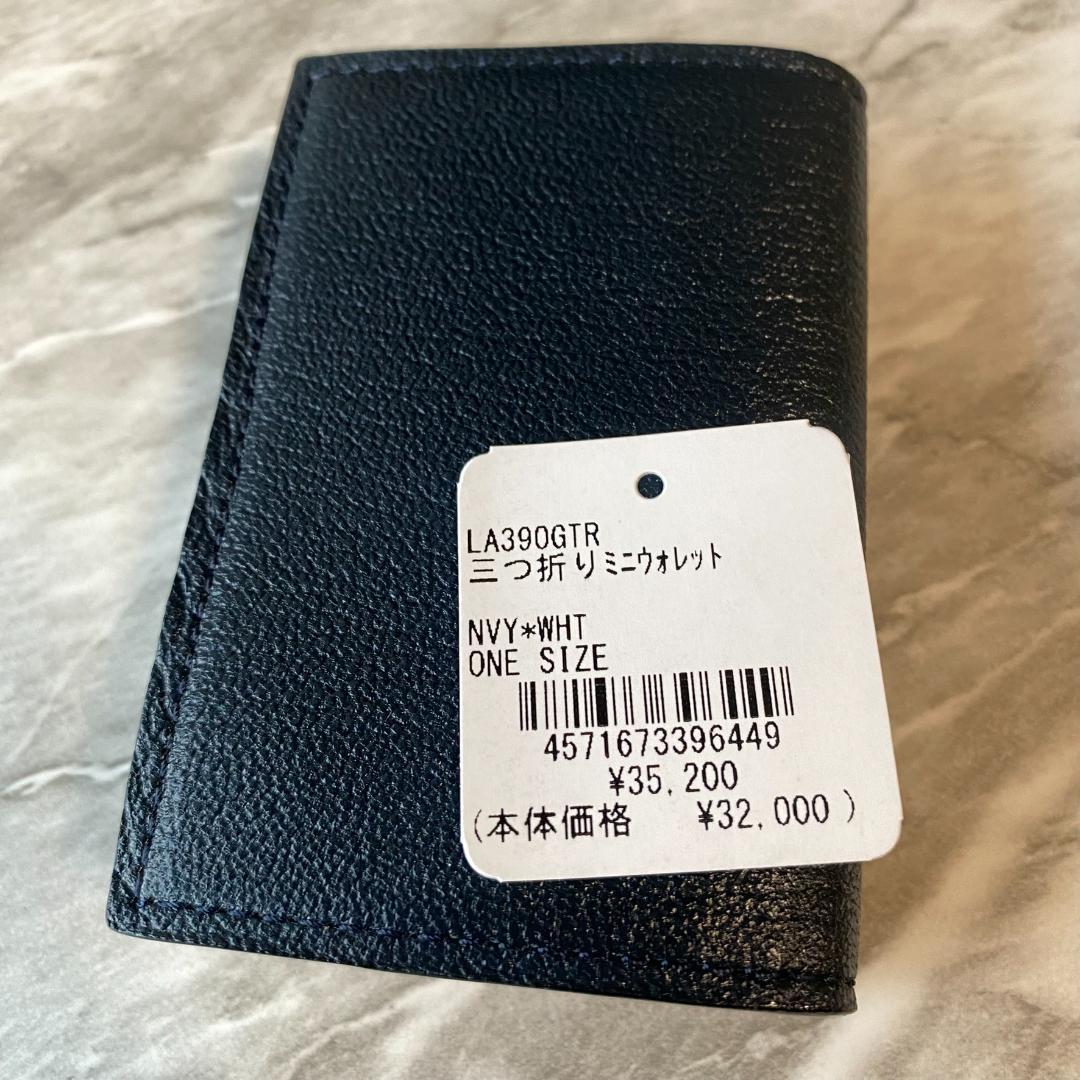 LA390GTR
三つ折りﾐﾆｳｫﾚｯﾄ
NVY*WHT
ONE SIZE
4571673396449
¥35,200
(本体価格 ¥32,000)